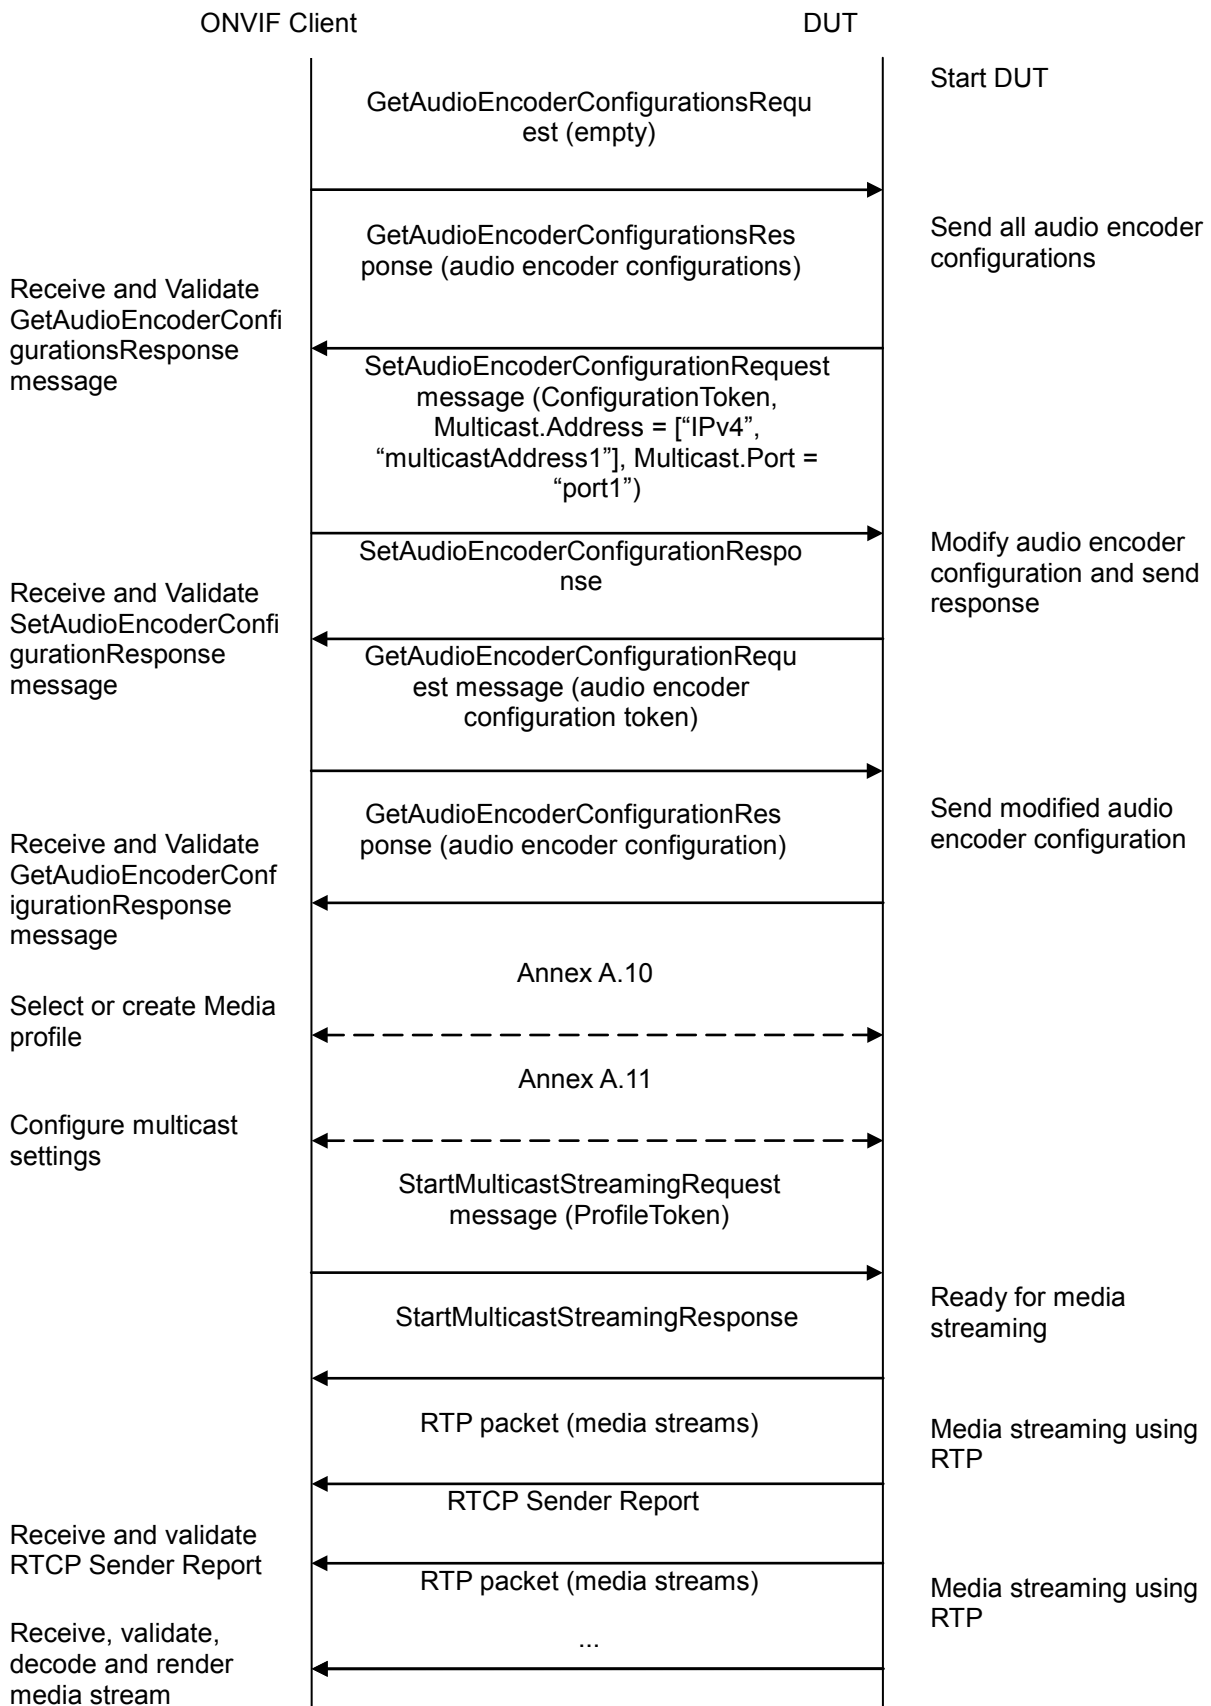 ONVIF Client
DUT
Start DUT
GetAudioEncoderConfigurationsRequ
est (empty)
Send all audio encoder
configurations
GetAudioEncoderConfigurationsRes
ponse (audio encoder configurations)
Receive and Validate
GetAudioEncoderConfi
gurationsResponse
message
SetAudioEncoderConfigurationRequest
message (ConfigurationToken,
Multicast.Address = [“IPv4”,
“multicastAddress1”], Multicast.Port =
“port1”)
Modify audio encoder
configuration and send
response
SetAudioEncoderConfigurationRespo
nse
Receive and Validate
SetAudioEncoderConfi
gurationResponse
message
GetAudioEncoderConfigurationRequ
est message (audio encoder
configuration token)
Send modified audio
encoder configuration
GetAudioEncoderConfigurationRes
ponse (audio encoder configuration)
Receive and Validate
GetAudioEncoderConf
igurationResponse
message
Annex A.10
Select or create Media
profile
Annex A.11
Configure multicast
settings
StartMulticastStreamingRequest
message (ProfileToken)
Ready for media
streaming
StartMulticastStreamingResponse
RTP packet (media streams)
Media streaming using
RTP
RTCP Sender Report
Receive and validate
RTCP Sender Report
RTP packet (media streams)
Media streaming using
RTP
...
Receive, validate,
decode and render
media stream